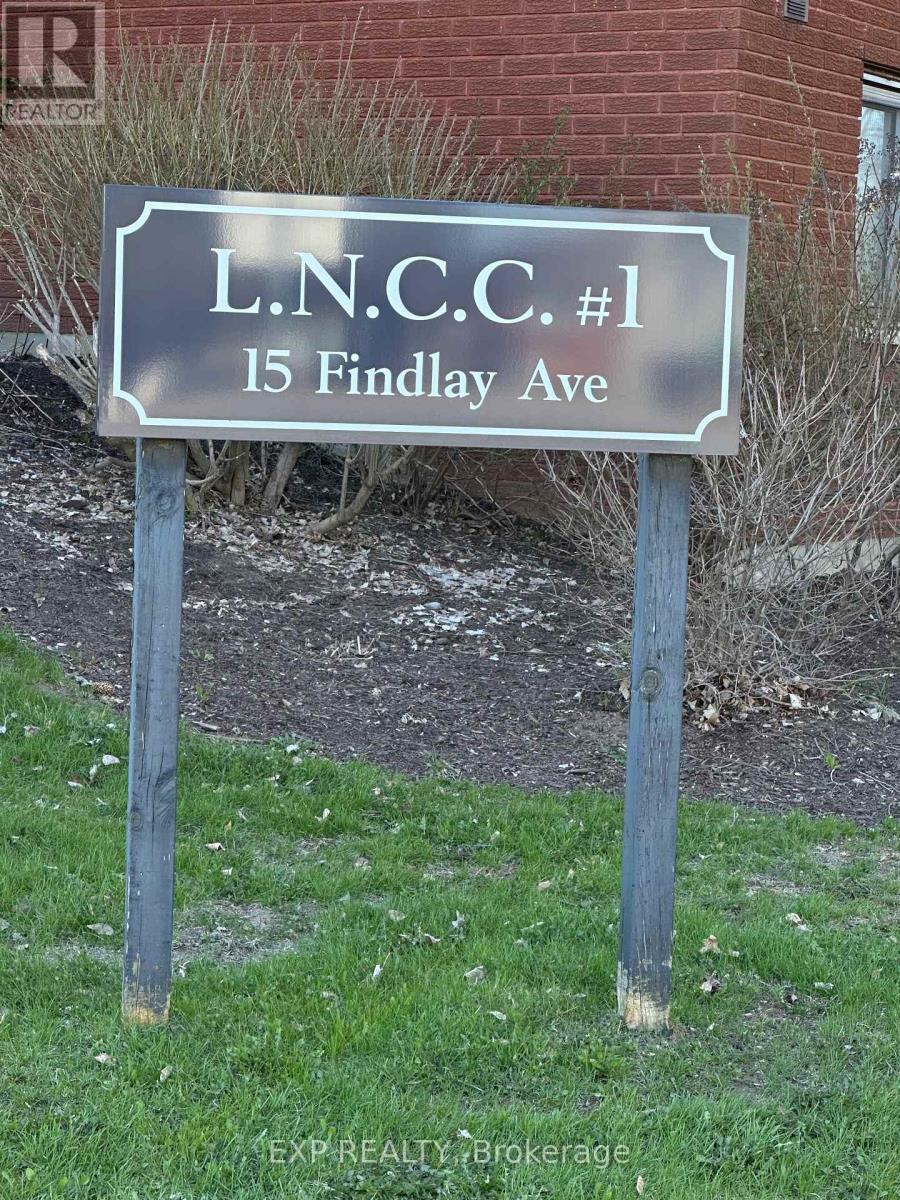 R
REALTOR®
L.N.C.C. #1
15 Findlay Ave
EXP REALTY, Brokerage